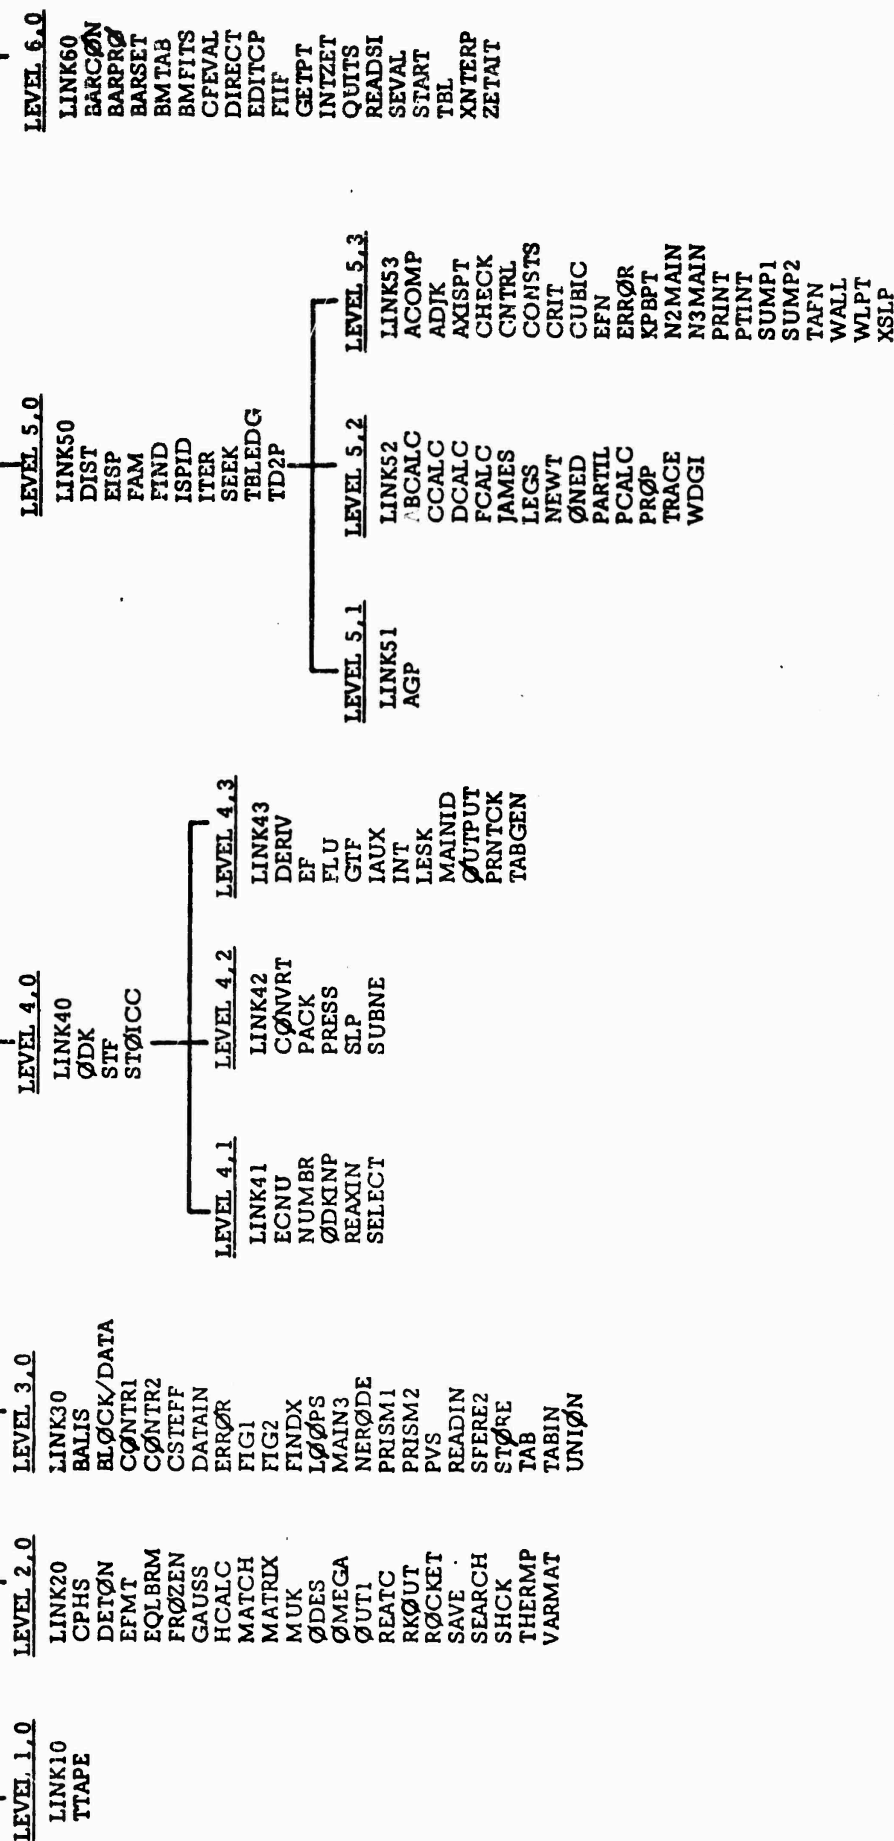 LEVEL 1,0
LINK10
TTAPE
LEVEL 2,0
LINK20
CPHS
DETØN
EFMT
EQLBRM
FRØZEN
GAUSS
HCALC
MATCH
MATRIX
MUK
ØDES
ØMEGA
ØUT1
REATC
RKØUT
RØCKET
SAVE
SEARCH
SHCK
THERMP
VARMAT
LEVEL 3,0
LINK30
BALIS
BLØCK/DATA
CØNTR1
CØNTR2
CSTEFF
DATAIN
ERRØR
FIG1
FIG2
FINDX
LØØPS
MAIN3
NERØDE
PRISM1
PRISM2
PVS
READIN
SFERE2
STØRE
TAB
TABIN
UNIØN
LEVEL 4,0
LINK40
ØDK
STF
STØICC
LEVEL 4,1
LINK41
ECNU
NUMBR
ØDKINP
REAXIN
SELECT
LEVEL 4,2
LINK42
CØNVRT
PACK
PRESS
SLP
SUBNE
LEVEL 4,3
LINK43
DERIV
EF
FLU
GTF
IAUX
INT
LESK
MAINID
ØUTPUT
PRNTCK
TABGEN
LEVEL 5,0
LINK50
DIST
EISP
FAM
FIND
ISPID
ITER
SEEK
TBLEDG
TD2P
LEVEL 5,1
LINK51
AGP
LEVEL 5,2
LINK52
ABCALC
CCALC
DCALC
FCALC
JAMES
LEGS
NEWT
ØNED
PARTIL
PCALC
PRØP
TRACE
WDGI
LEVEL 5,3
LINK53
ACOMP
ADJK
AXISPT
CHECK
CNTRL
CONSTS
CRIT
CUBIC
EFN
ERRØR
KPBPT
N2MAIN
N3MAIN
PRINT
PTINT
SUMP1
SUMP2
TAFN
WALL
WLPT
XSLP
LEVEL 6,0
LINK60
BARCØN
BARPRØ
BARSET
BMTAB
BMFITS
CFEVAL
DIRECT
EDITCP
FIIF
GETPT
INTZET
QUITS
READSI
SEVAL
START
TBL
XNTERP
ZETAIT